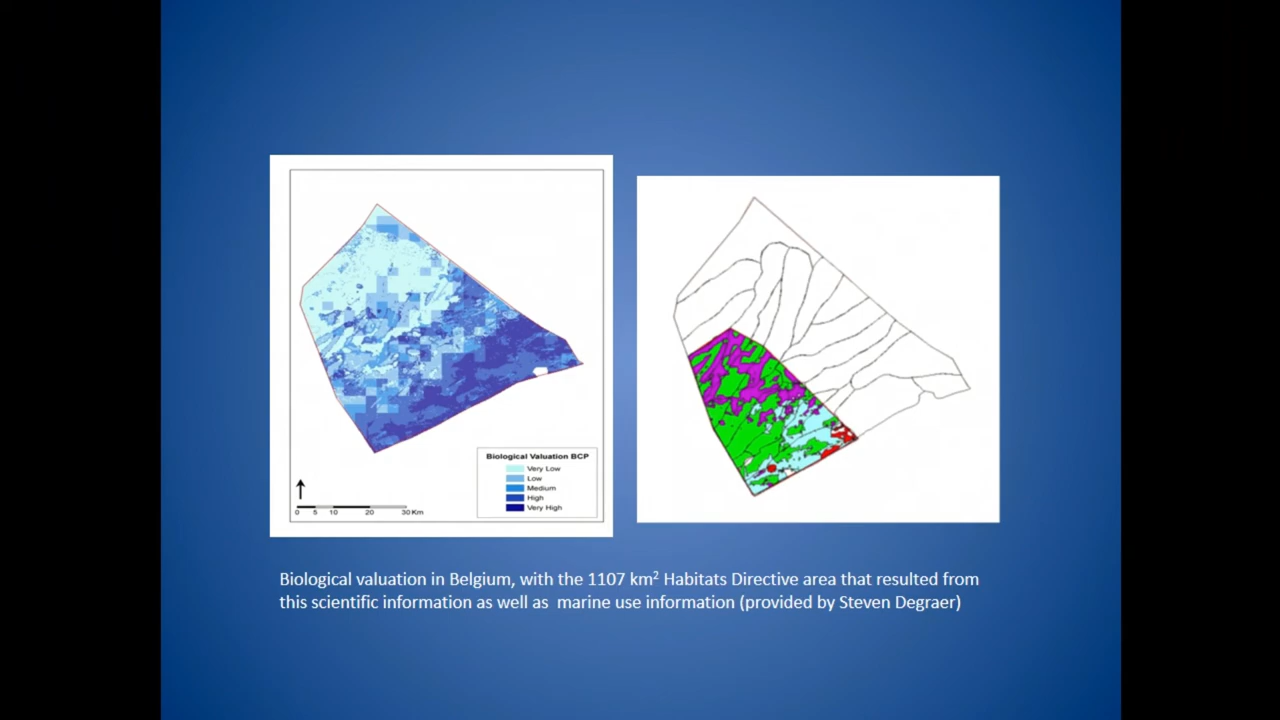 Biological Valuation BCP
Very Low
Low
Medium
High
Very High
0 5 10 20 30 Km
Biological valuation in Belgium, with the 1107 km² Habitats Directive area that resulted from
this scientific information as well as marine use information (provided by Steven Degraer)